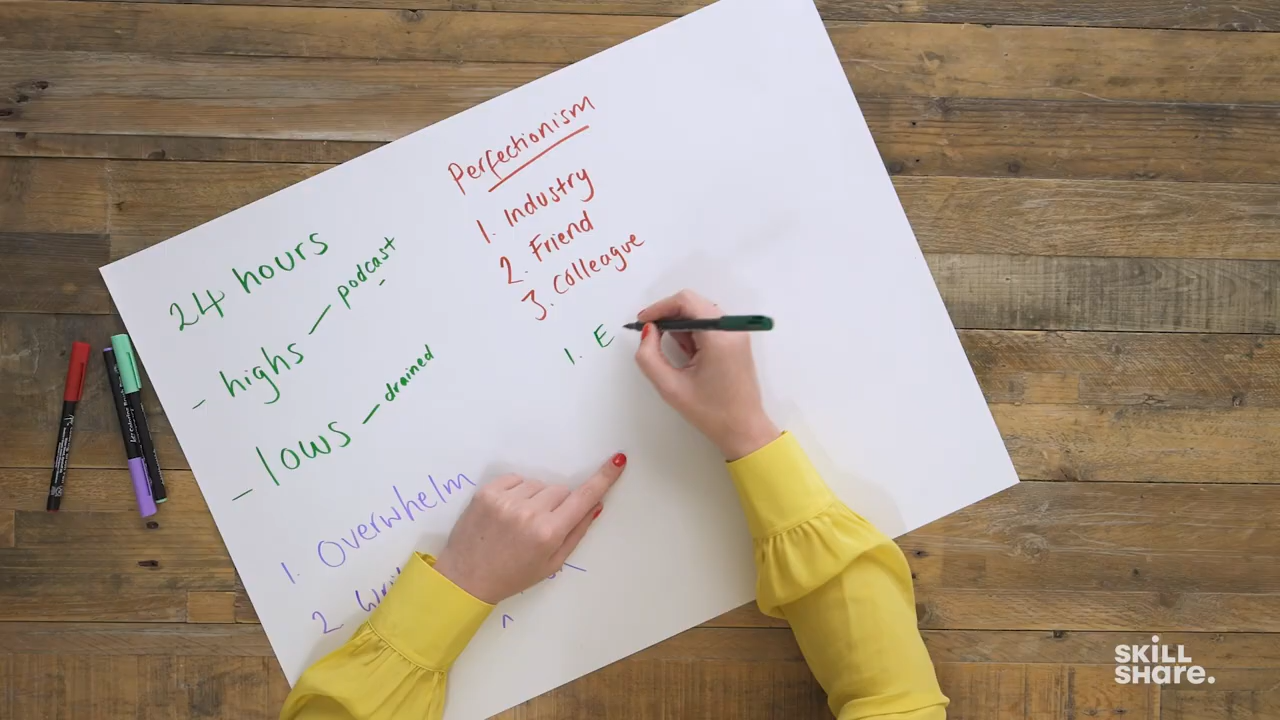 Perfectionism
1. Industry
2. Friend
3. Colleague
24 hours
- highs - podcast
- lows - drained
1. E
1. Overwhelm
2.
SKILL
SHARE.